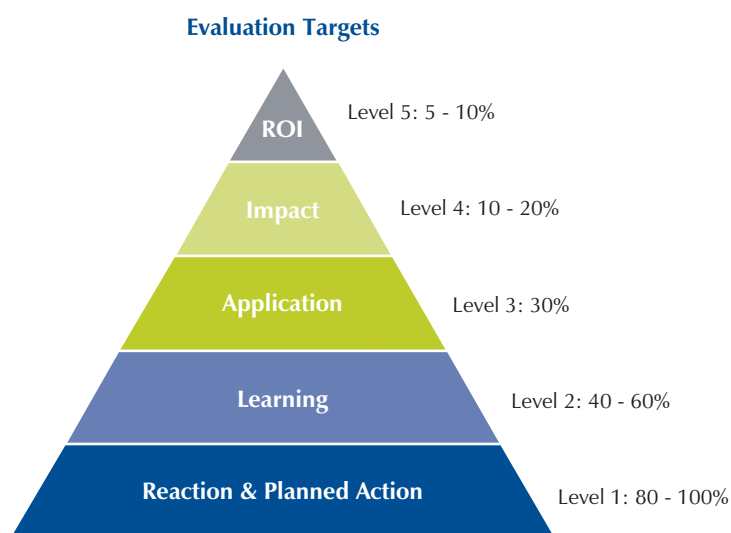 Evaluation Targets
ROI
Level 5: 5 - 10%
Impact
Level 4: 10 - 20%
Application
Level 3: 30%
Learning
Level 2: 40 - 60%
Reaction & Planned Action
Level 1: 80 - 100%